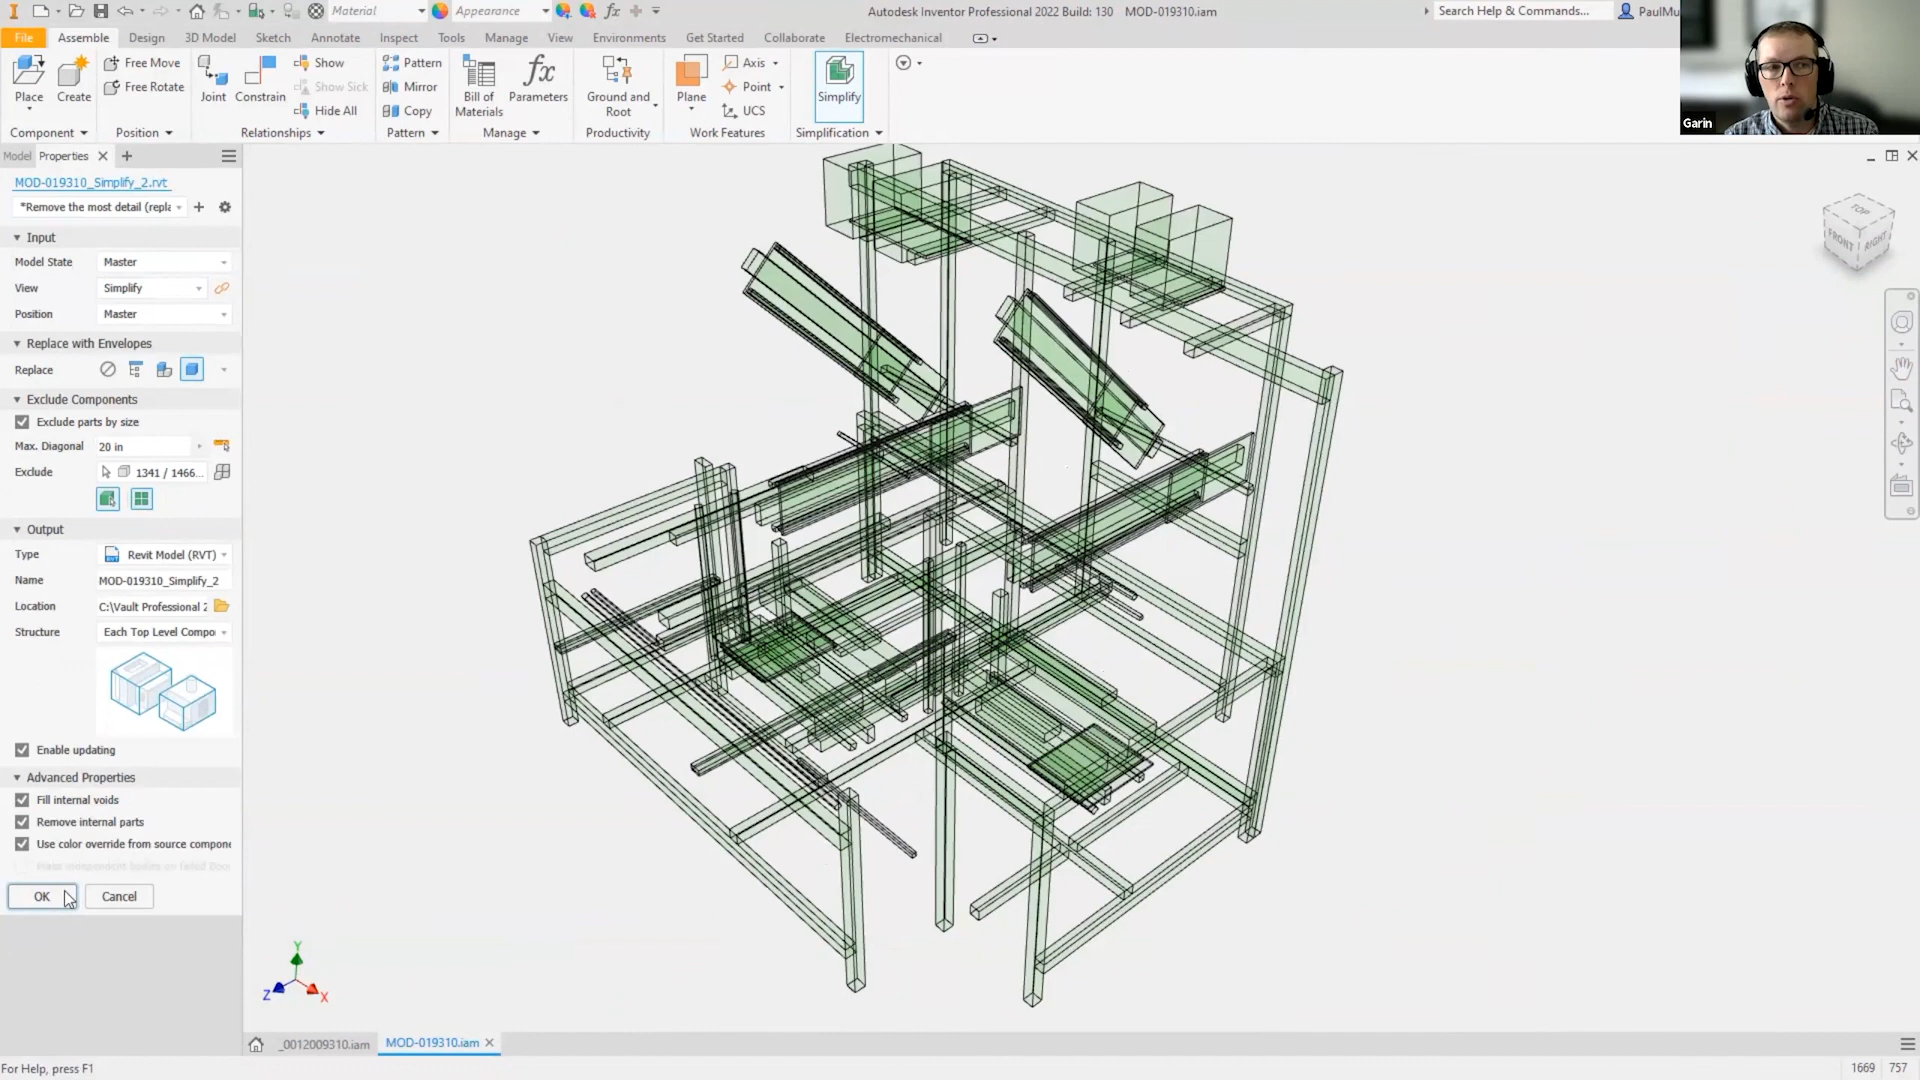 Material
Appearance
fx
Autodesk Inventor Professional 2022 Build: 130 MOD-019310.iam
Search Help & Commands...
PaulMu
File Assemble Design 3D Model Sketch Annotate Inspect Tools Manage View Environments Get Started Collaborate Electromechanical
Place
Create
Free Move
Free Rotate
Joint
Constrain
Show
Show Sick
Hide All
Pattern
Mirror
Copy
Bill of
Materials
fx
Parameters
Ground and
Root
Plane
Axis
Point
UCS
Simplify
Component Position Relationships Pattern Manage Productivity Work Features Simplification
Garin
Model Properties
MOD-019310_Simplify_2.rvt
*Remove the most detail (repla
Input
Model State Master
View Simplify
Position Master
Replace with Envelopes
Replace
Exclude Components
Exclude parts by size
Max. Diagonal 20 in
Exclude 1341 / 1466...
Output
Type Revit Model (RVT)
Name MOD-019310_Simplify_2
Location C:\Vault Professional 2
Structure Each Top Level Compo
Enable updating
Advanced Properties
Fill internal voids
Remove internal parts
Use color override from source compone
OK Cancel
TOP
FRONT RIGHT
Y
Z
X
_0012009310.iam MOD-019310.iam
For Help, press F1
1669 757